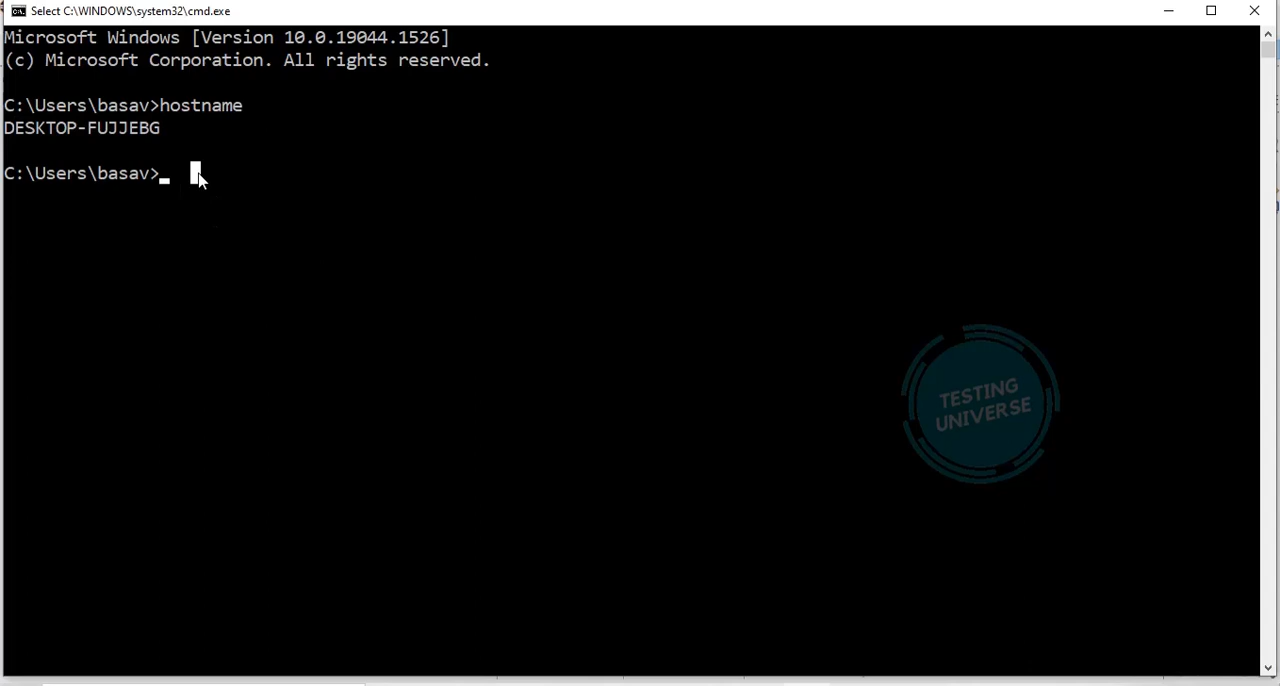 Select C:\WINDOWS\system32\cmd.exe
Microsoft Windows [Version 10.0.19044.1526]
(c) Microsoft Corporation. All rights reserved.
C:\Users\basav>hostname
DESKTOP-FUJJEBG
C:\Users\basav>
TESTING
UNIVERSE